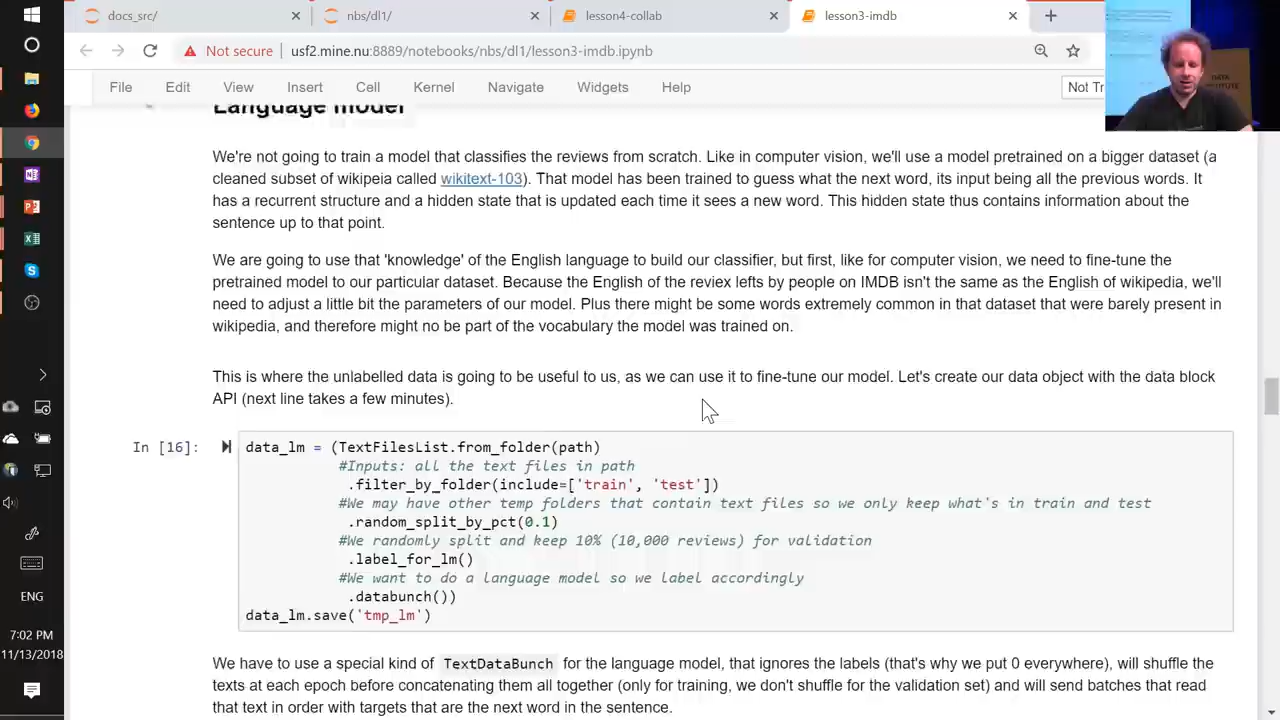 docs_src/
nbs/dl1/
lesson4-collab
lesson3-imdb
Not secure
usf2.mine.nu:8889/notebooks/nbs/dl1/lesson3-imdb.ipynb
File Edit View Insert Cell Kernel Navigate Widgets Help Not Tr
DATA
Language model
We're not going to train a model that classifies the reviews from scratch. Like in computer vision, we'll use a model pretrained on a bigger dataset (a
cleaned subset of wikipeia called wikitext-103). That model has been trained to guess what the next word, its input being all the previous words. It
has a recurrent structure and a hidden state that is updated each time it sees a new word. This hidden state thus contains information about the
sentence up to that point.
We are going to use that 'knowledge' of the English language to build our classifier, but first, like for computer vision, we need to fine-tune the
pretrained model to our particular dataset. Because the English of the reviex lefts by people on IMDB isn't the same as the English of wikipedia, we'll
need to adjust a little bit the parameters of our model. Plus there might be some words extremely common in that dataset that were barely present in
wikipedia, and therefore might no be part of the vocabulary the model was trained on.
This is where the unlabelled data is going to be useful to us, as we can use it to fine-tune our model. Let's create our data object with the data block
API (next line takes a few minutes).
In [16]:
data_lm = (TextFilesList.from_folder(path)
#Inputs: all the text files in path
.filter_by_folder(include=['train', 'test'])
#We may have other temp folders that contain text files so we only keep what's in train and test
.random_split_by_pct(0.1)
#We randomly split and keep 10% (10,000 reviews) for validation
.label_for_lm()
#We want to do a language model so we label accordingly
.databunch())
data_lm.save('tmp_lm')
We have to use a special kind of TextDataBunch for the language model, that ignores the labels (that's why we put 0 everywhere), will shuffle the
texts at each epoch before concatenating them all together (only for training, we don't shuffle for the validation set) and will send batches that read
that text in order with targets that are the next word in the sentence.
ENG
7:02 PM
11/13/2018